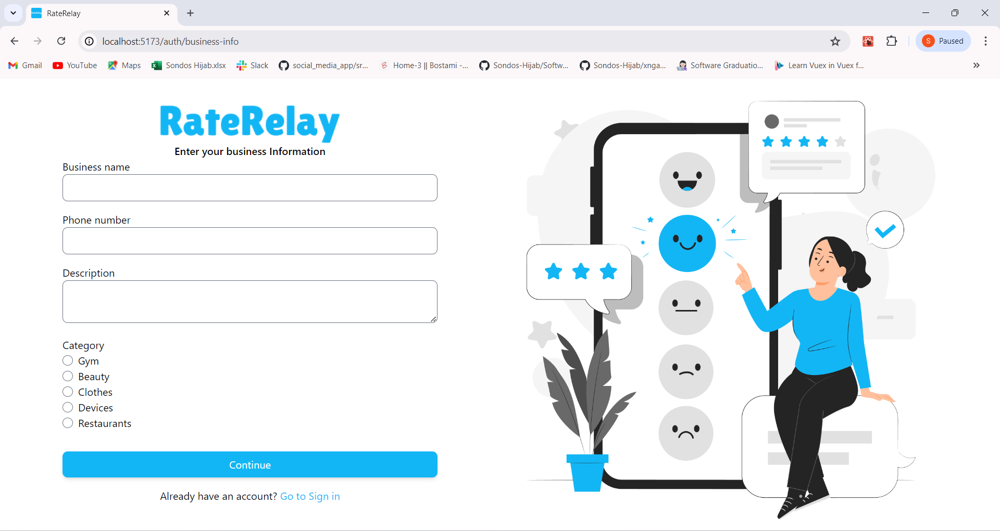 RateRelay
localhost:5173/auth/business-info
S Paused
Gmail
YouTube
Maps
Sondos Hijab.xlsx
Slack
social_media_app/sr...
Home-3 || Bostami -...
Sondos-Hijab/Softw...
Sondos-Hijab/xnga...
Software Graduatio...
Learn Vuex in Vuex f...
RateRelay
Enter your business Information
Business name
Phone number
Description
Category
Gym
Beauty
Clothes
Devices
Restaurants
Continue
Already have an account? Go to Sign in